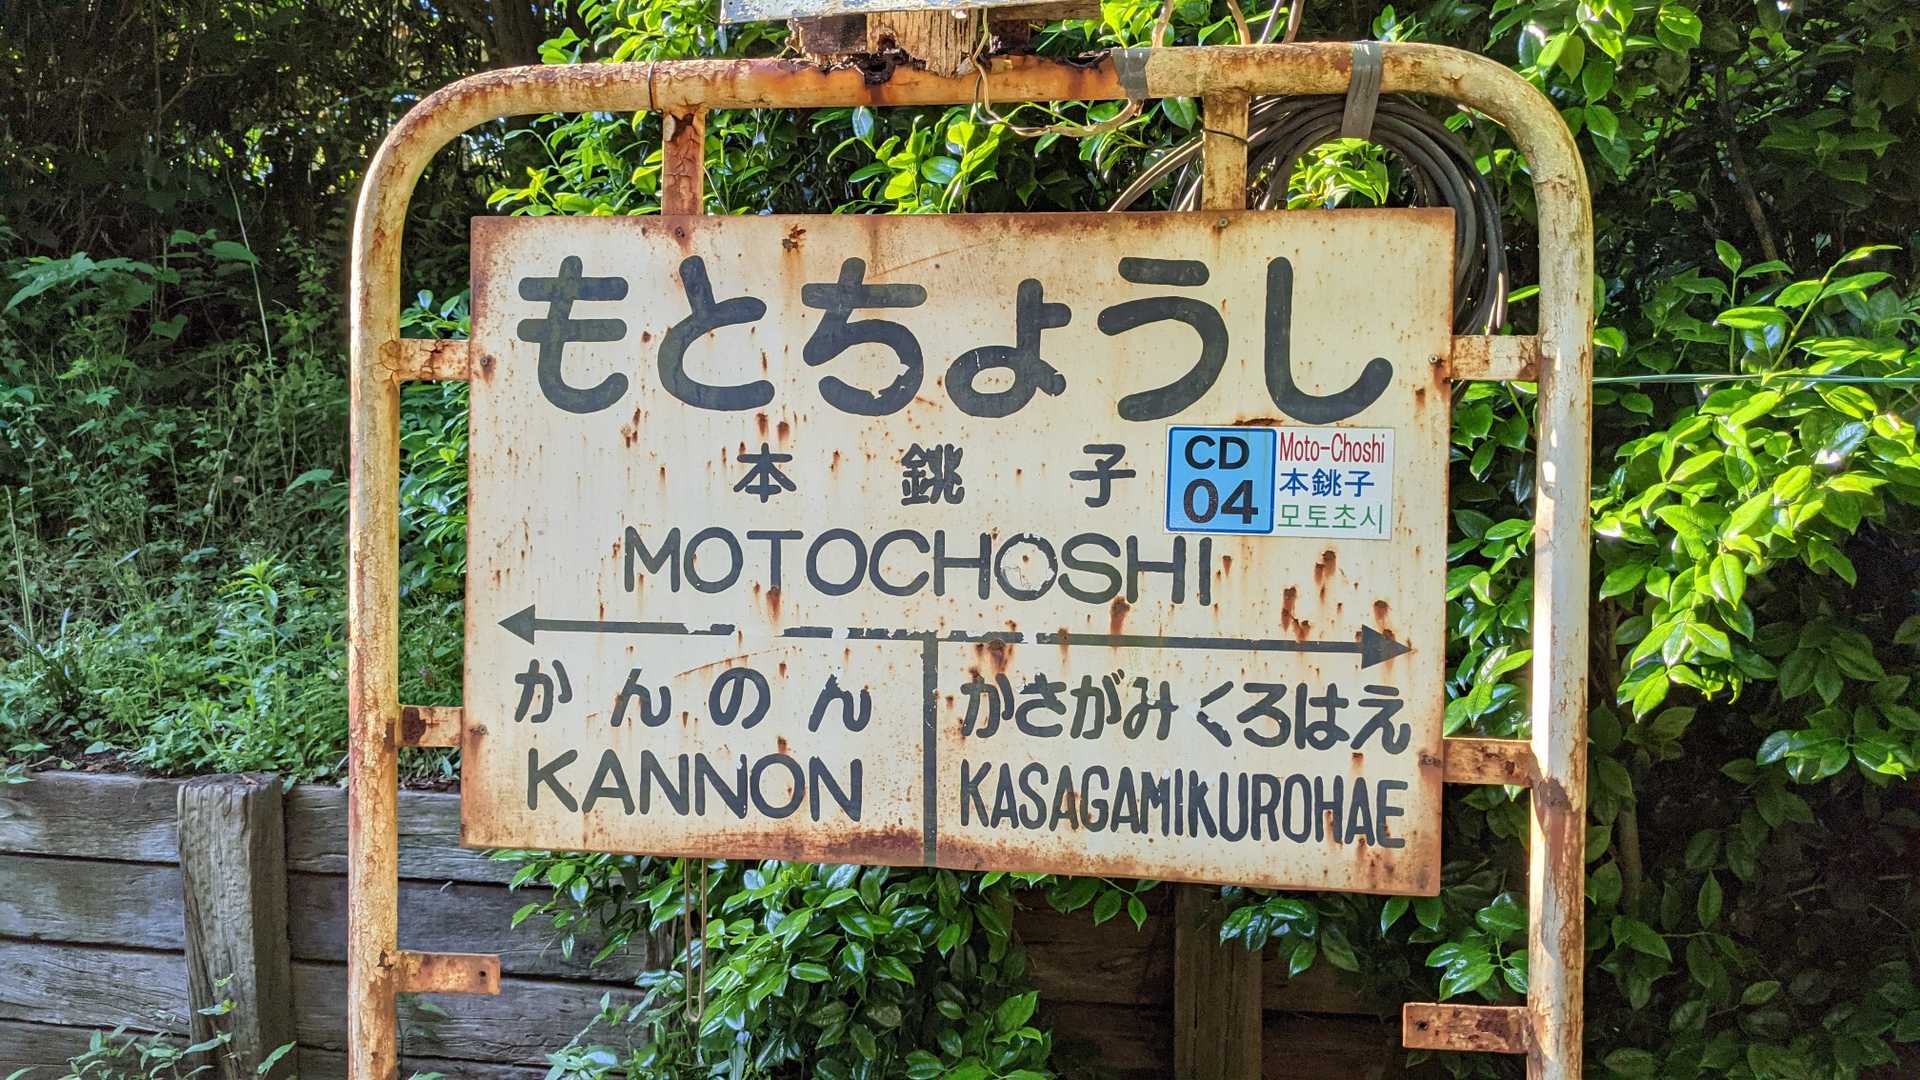 もとちょうし
本銚子
CD
04
Moto-Choshi
本銚子
모토초시
MOTOCHOSHI
かんのん
KANNON
かさがみくろはえ
KASAGAMIKUROHAE